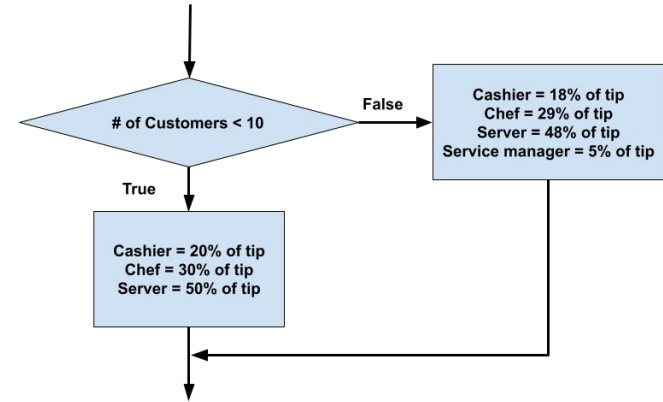 # of Customers < 10
False
Cashier = 18% of tip
Chef = 29% of tip
Server = 48% of tip
Service manager = 5% of tip
True
Cashier = 20% of tip
Chef = 30% of tip
Server = 50% of tip